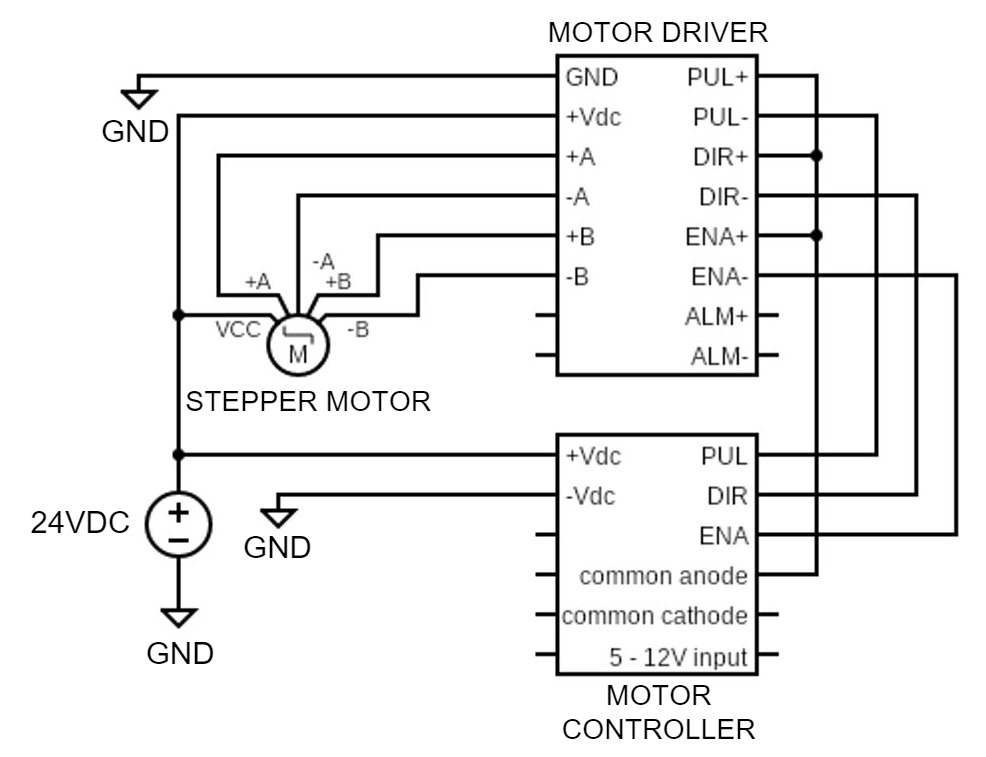 MOTOR DRIVER
GND
PUL+
GND
+Vdc
PUL-
+A
DIR+
-A
DIR-
+B
ENA+
-B
ENA-
ALM+
ALM-
-A
+A
+B
VCC
-B
M
STEPPER MOTOR
+Vdc
PUL
-Vdc
DIR
ENA
common anode
common cathode
5 - 12V input
24VDC
+
−
GND
GND
MOTOR
CONTROLLER